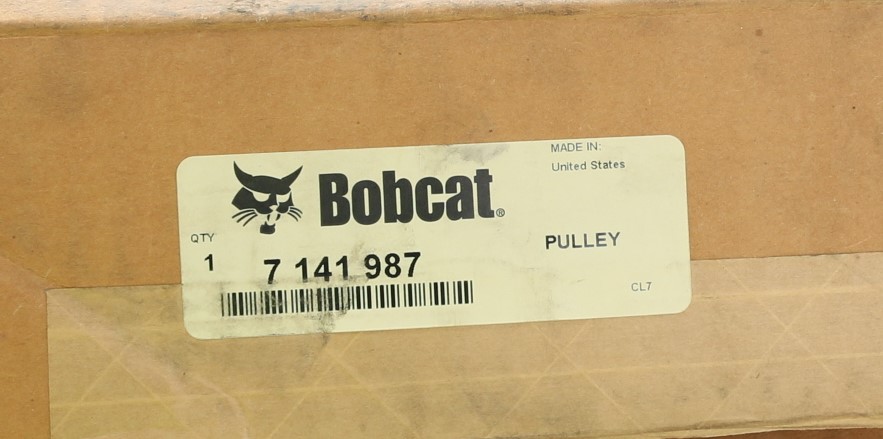 MADE IN:
United States
Bobcat®
QTY
1
7 141 987
PULLEY
CL7